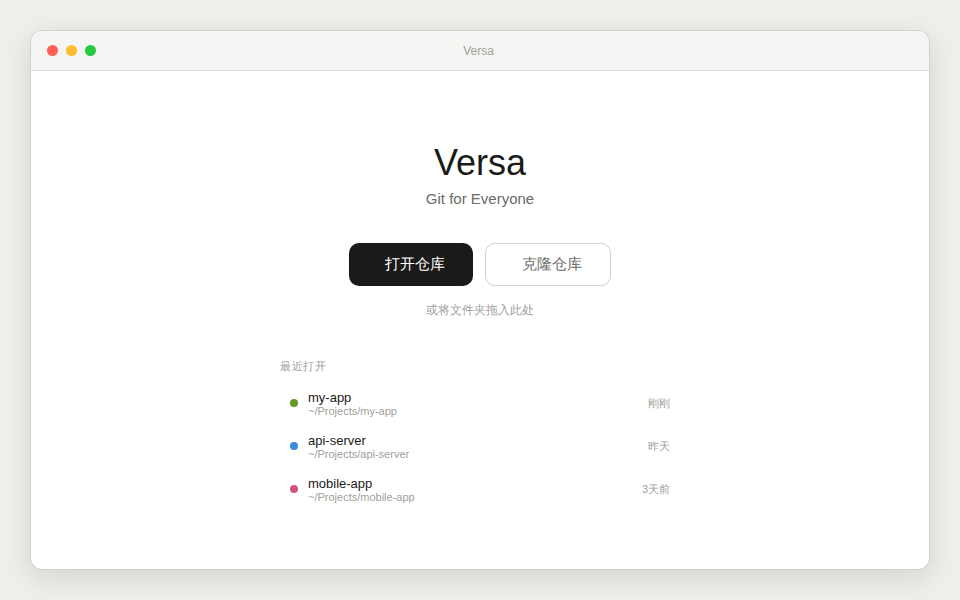 Versa
Versa
Git for Everyone
打开仓库
克隆仓库
或将文件夹拖入此处
最近打开
my-app
~/Projects/my-app
刚刚
api-server
~/Projects/api-server
昨天
mobile-app
~/Projects/mobile-app
3天前